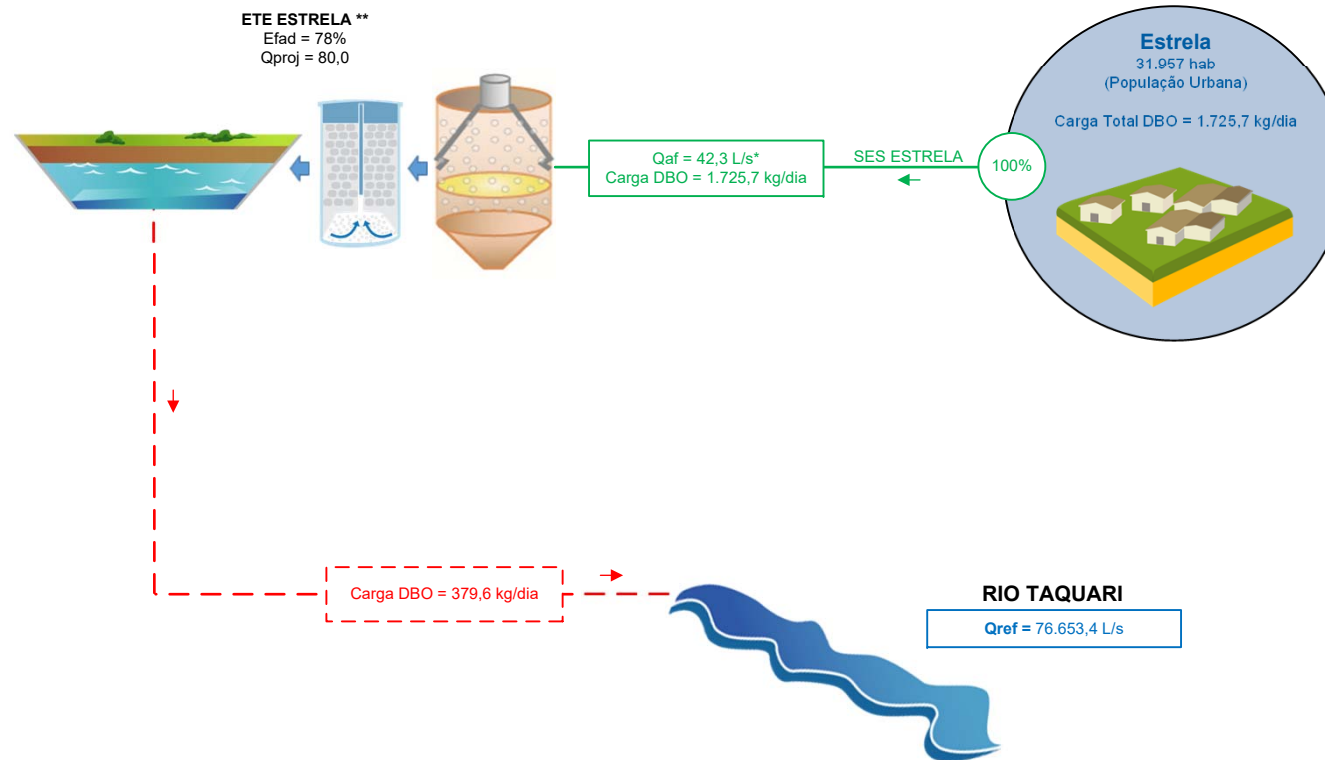 ETE ESTRELA **
Efad = 78%
Qproj = 80,0
Estrela
31.957 hab
(População Urbana)
Carga Total DBO = 1.725,7 kg/dia
Qaf = 42,3 L/s*
Carga DBO = 1.725,7 kg/dia
SES ESTRELA
100%
Carga DBO = 379,6 kg/dia
RIO TAQUARI
Qref = 76.653,4 L/s